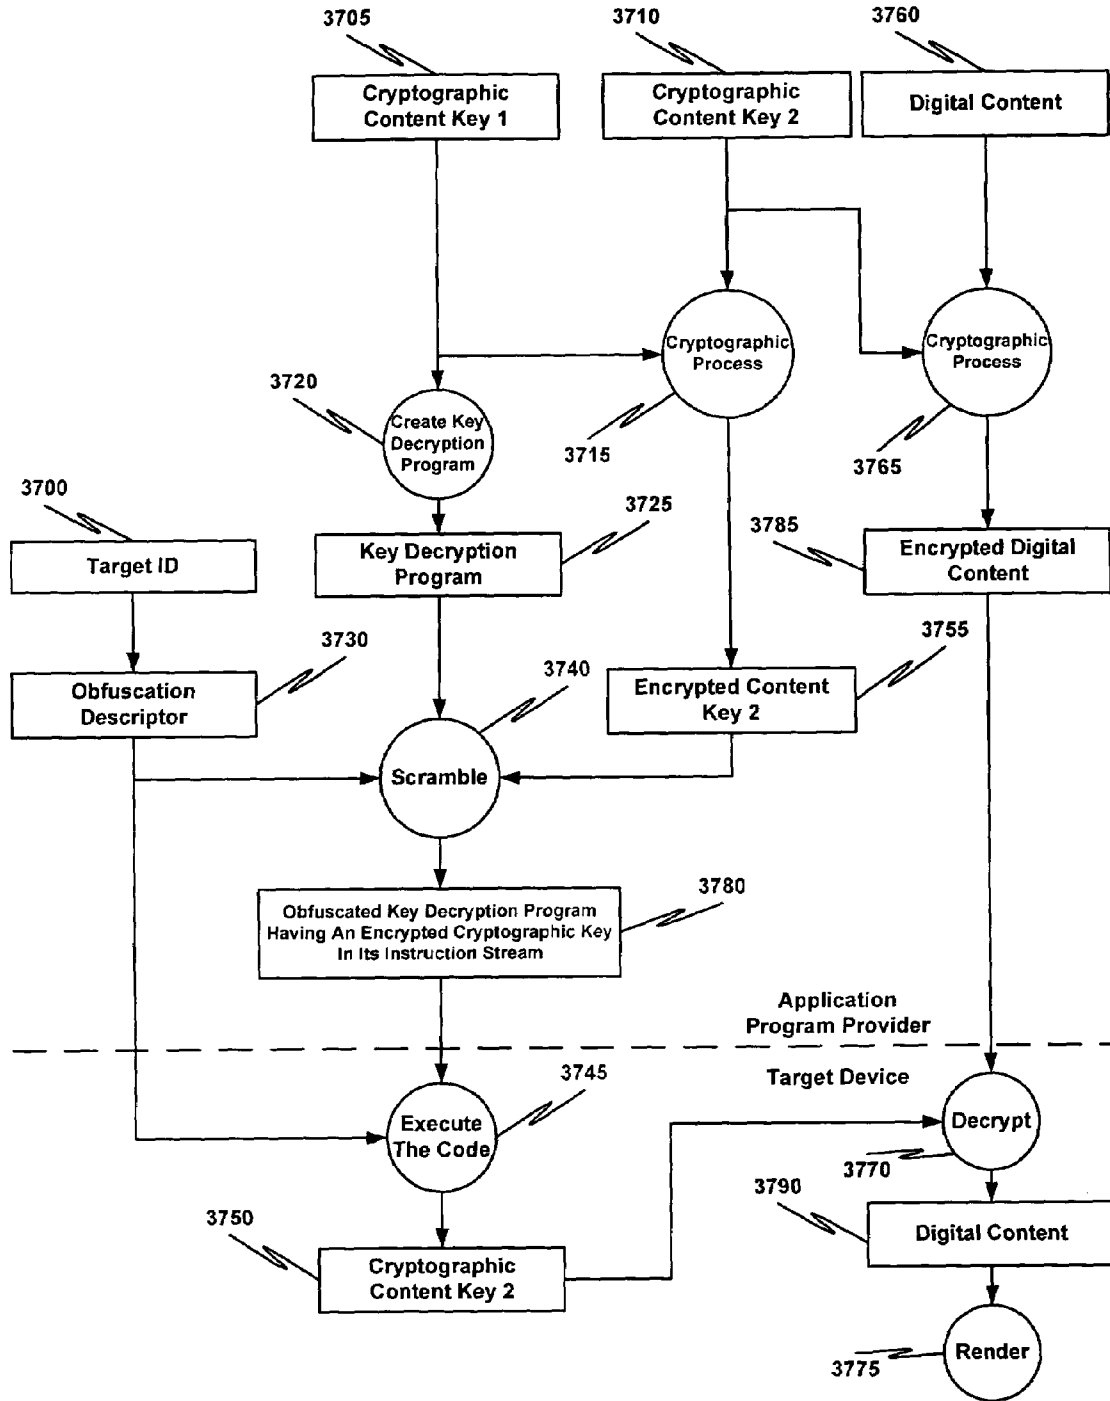 3705
3710
3760
Cryptographic
Content Key 1
Cryptographic
Content Key 2
Digital Content
Cryptographic
Process
Cryptographic
Process
3720
Create Key
Decryption
Program
3715
3765
3700
3725
3785
Target ID
Key Decryption
Program
Encrypted Digital
Content
3730
3740
3755
Obfuscation
Descriptor
Encrypted Content
Key 2
Scramble
3780
Obfuscated Key Decryption Program
Having An Encrypted Cryptographic Key
In Its Instruction Stream
Application
Program Provider
Target Device
3745
Execute
The Code
Decrypt
3770
3790
3750
Digital Content
Cryptographic
Content Key 2
Render
3775